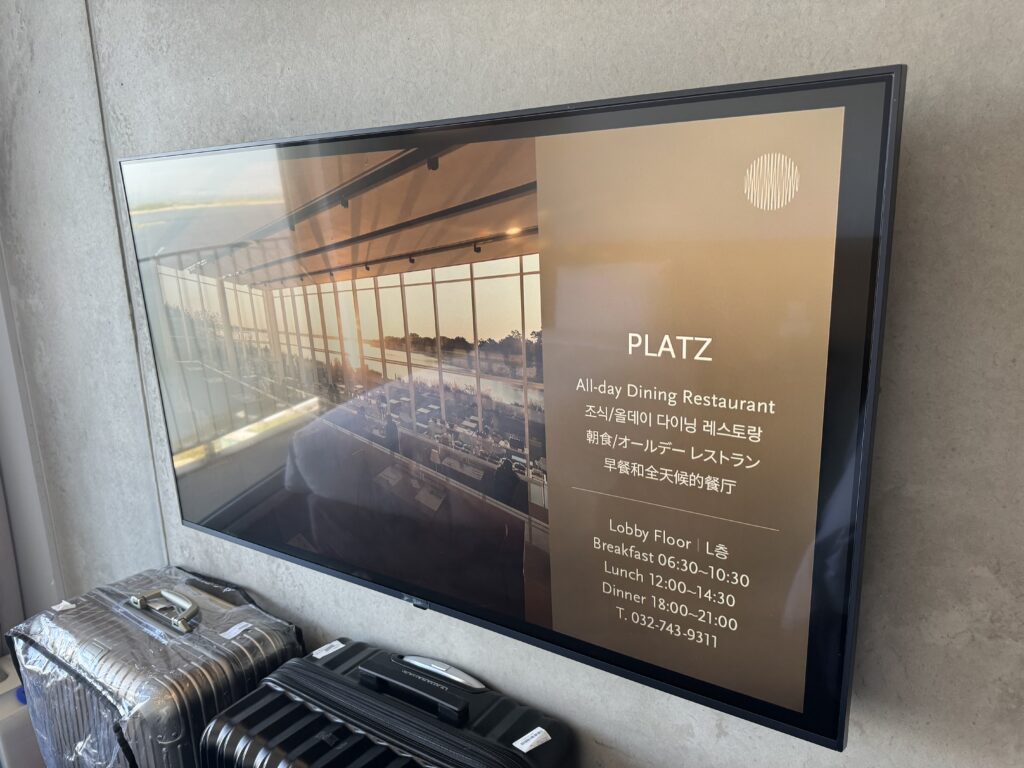 PLATZ
All-day Dining Restaurant
조식/올데이 다이닝 레스토랑
朝食/オールデー レストラン
早餐和全天候的餐厅
Lobby Floor | L층
Breakfast 06:30~10:30
Lunch 12:00~14:30
Dinner 18:00~21:00
T. 032-743-9311